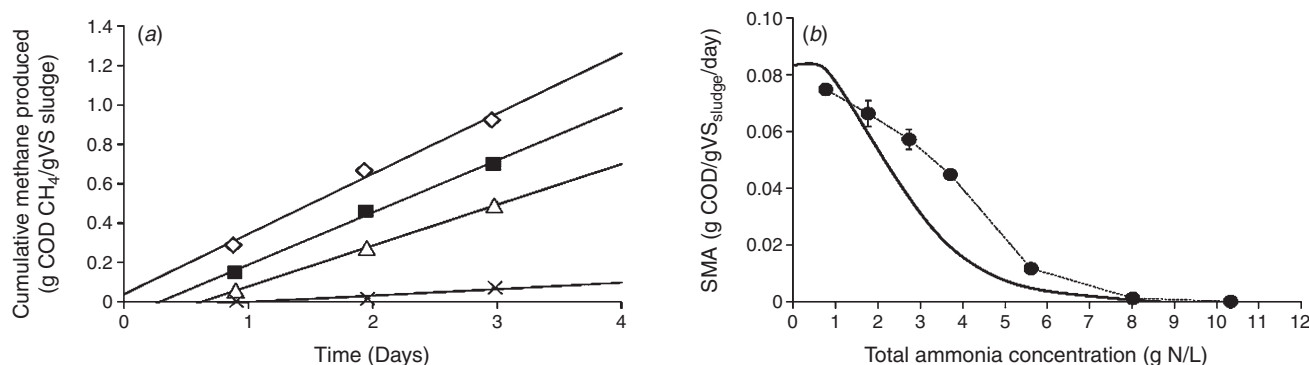 (a)
Cumulative methane produced
(g COD CH₄/gVS sludge)
1.4
1.2
1.0
0.8
0.6
0.4
0.2
0
0 1 2 3 4
Time (Days)
(b)
SMA (g COD/gVS_sludge/day)
0.10
0.08
0.06
0.04
0.02
0
0 1 2 3 4 5 6 7 8 9 10 11 12
Total ammonia concentration (g N/L)